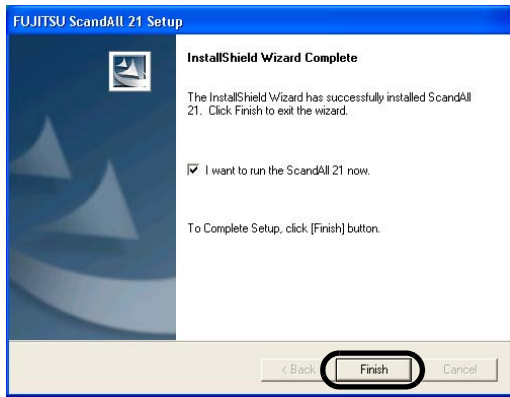 FUJITSU ScandAll 21 Setup
InstallShield Wizard Complete
The InstallShield Wizard has successfully installed ScandAll
21. Click Finish to exit the wizard.
I want to run the ScandAll 21 now.
To Complete Setup, click [Finish] button.
< Back
Finish
Cancel